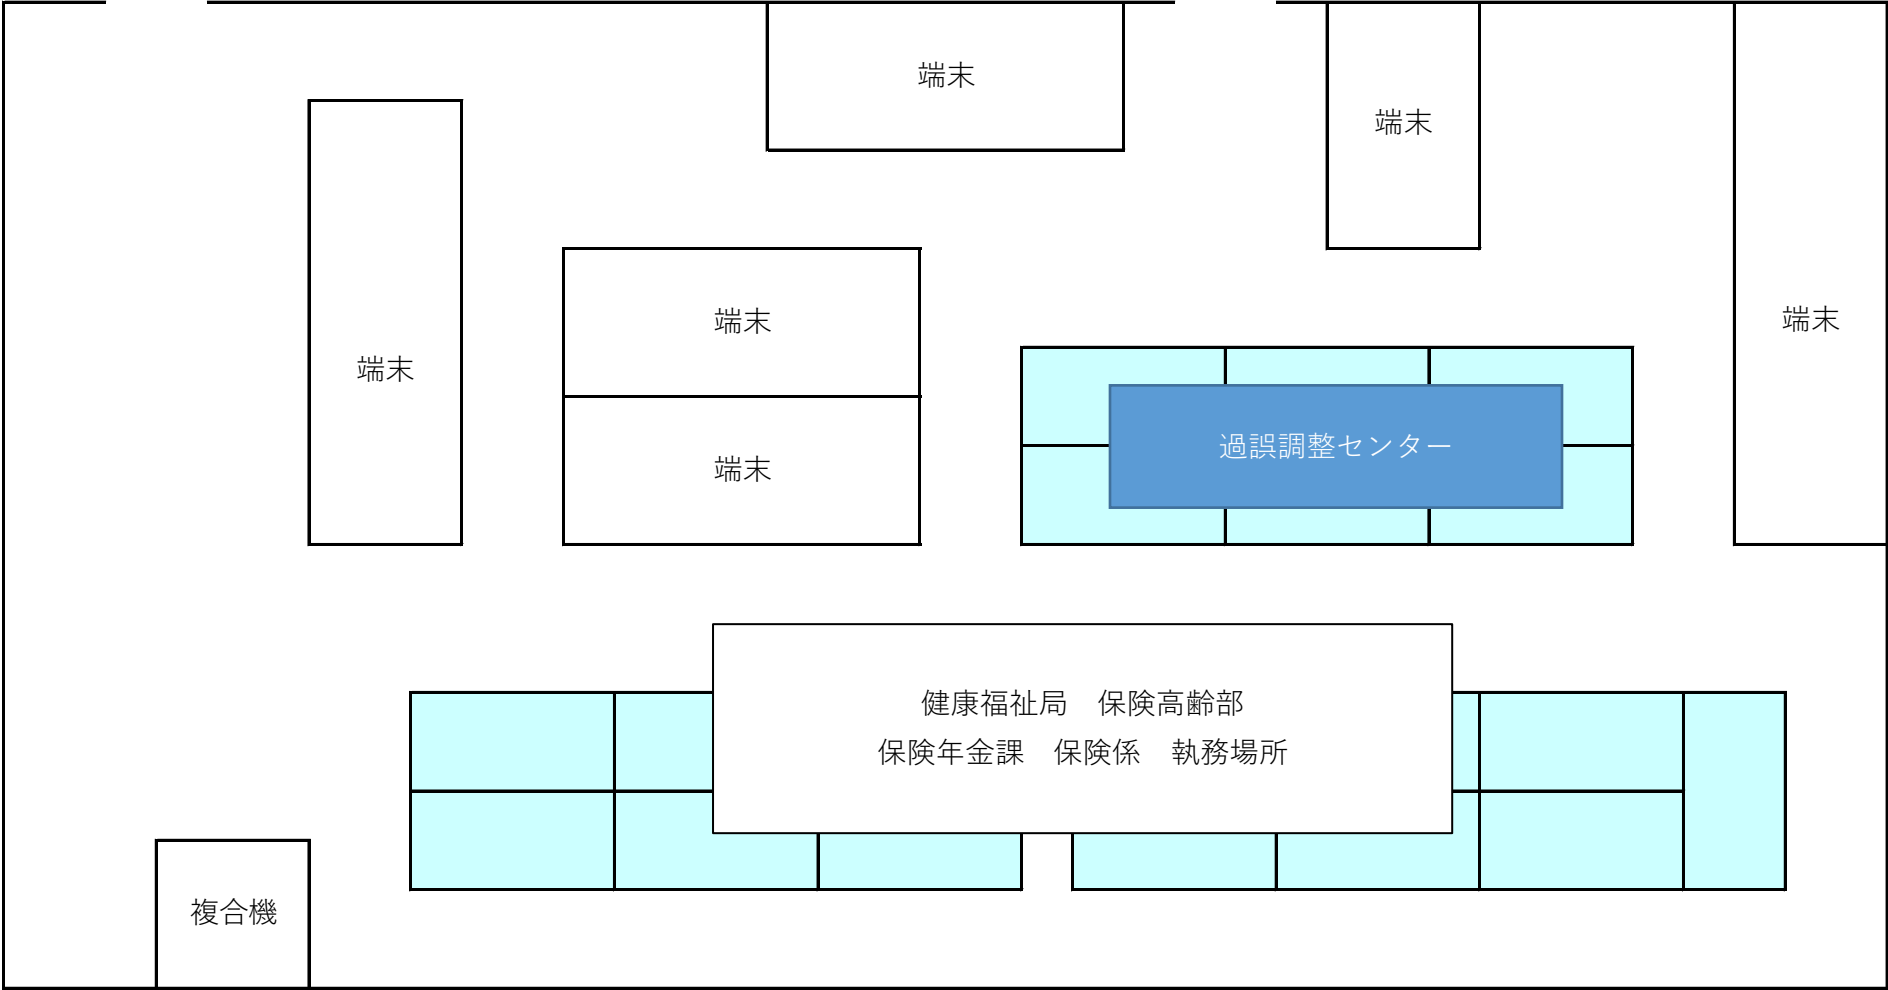 端末
端末
端末
端末
端末
端末
過誤調整センター
健康福祉局　保険高齢部
保険年金課　保険係　執務場所
複合機